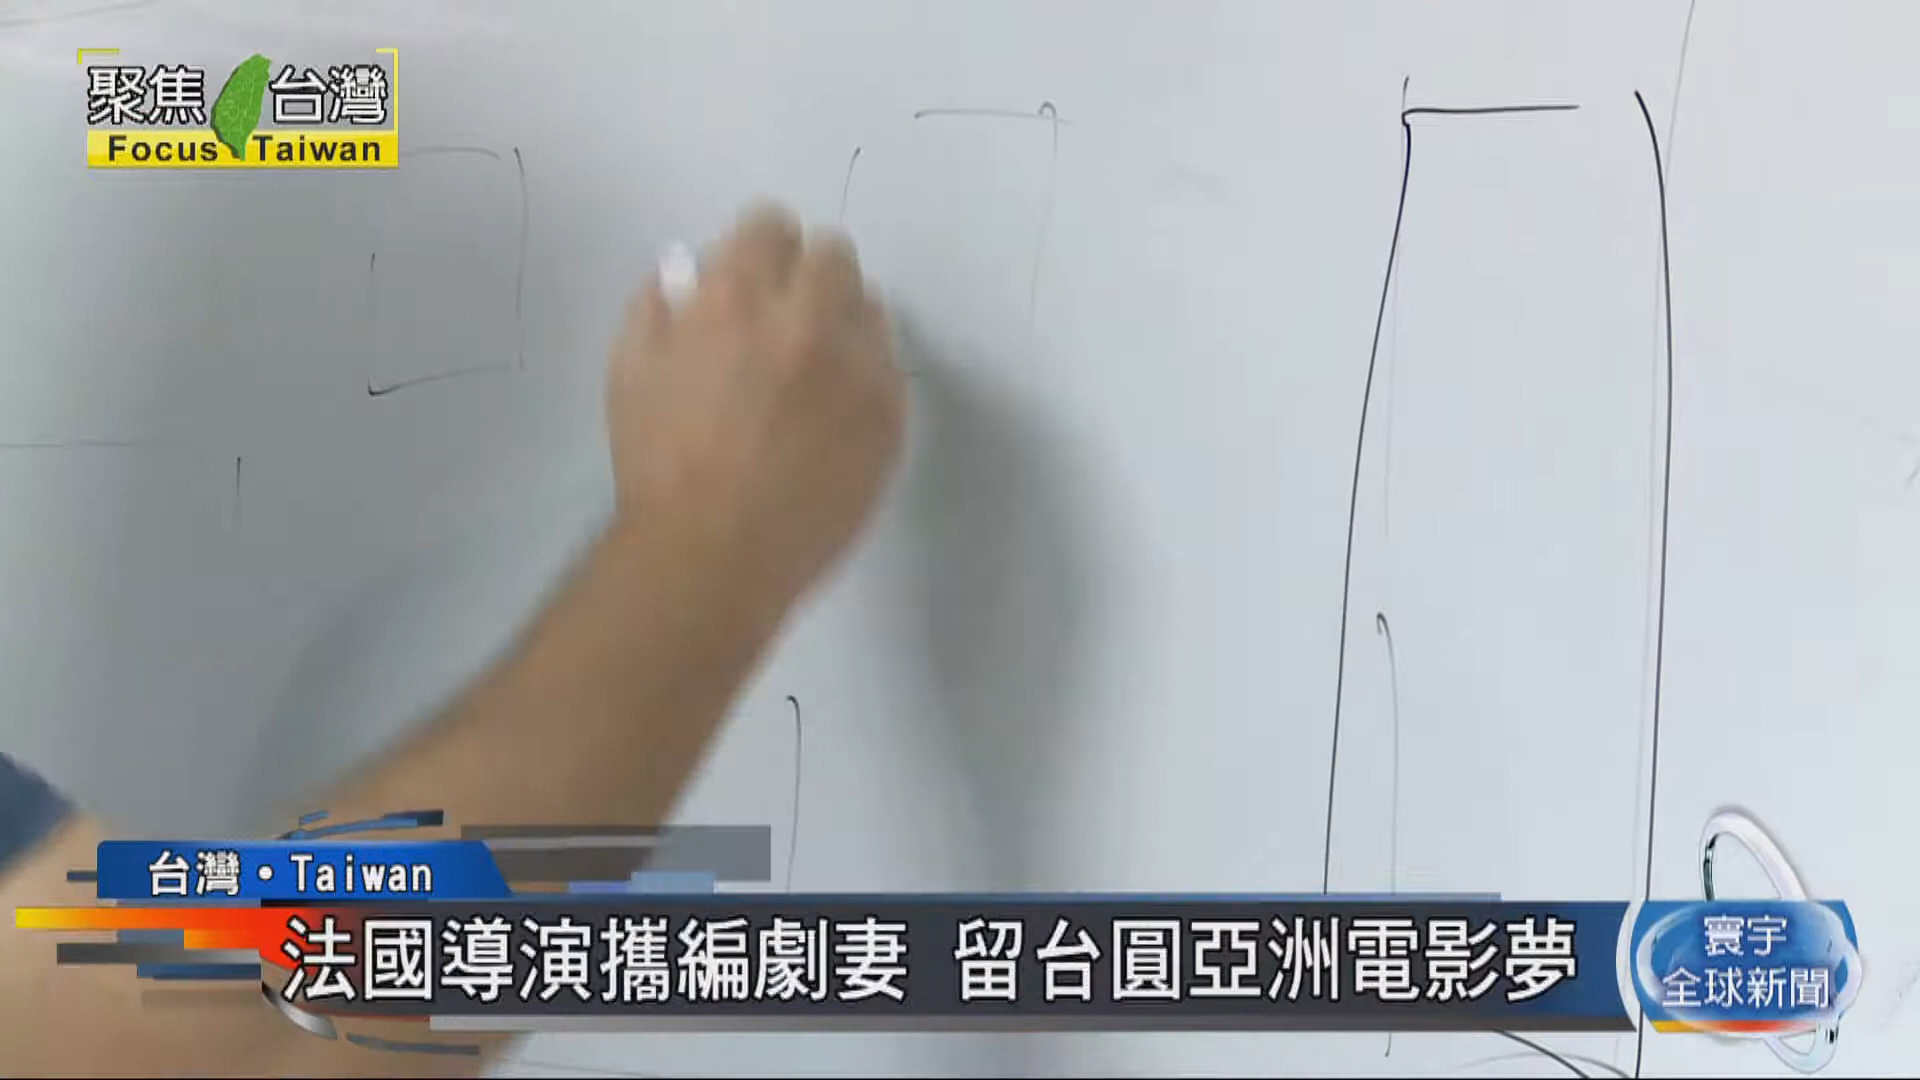 聚焦台灣
Focus Taiwan
台灣・Taiwan
法國導演攜編劇妻 留台圓亞洲電影夢
寰宇
全球新聞